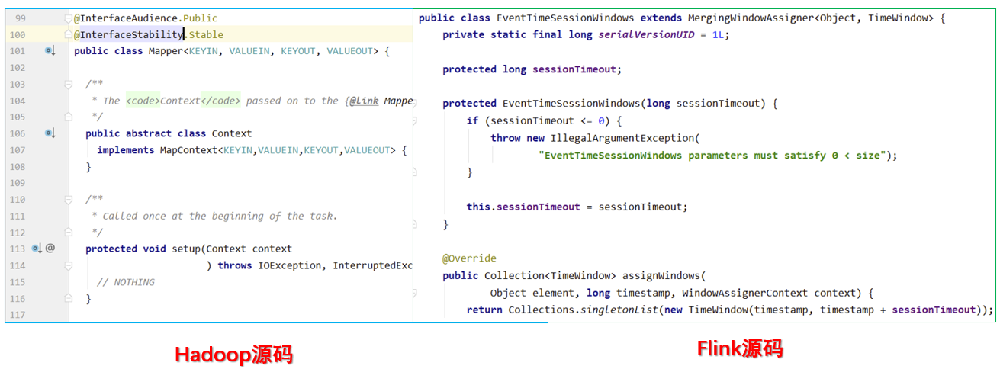 99 @InterfaceAudience.Public
100 @InterfaceStability.Stable
101 public class Mapper<KEYIN, VALUEIN, KEYOUT, VALUEOUT> {
102
103 /**
104 * The <code>Context</code> passed on to the {@link Mappe
105 */
106 public abstract class Context
107 implements MapContext<KEYIN,VALUEIN,KEYOUT,VALUEOUT> {
108 }
109
110 /**
111 * Called once at the beginning of the task.
112 */
113 @ protected void setup(Context context
114 ) throws IOException, InterruptedExc
115 // NOTHING
116 }
117
public class EventTimeSessionWindows extends MergingWindowAssigner<Object, TimeWindow> {
private static final long serialVersionUID = 1L;
protected long sessionTimeout;
protected EventTimeSessionWindows(long sessionTimeout) {
if (sessionTimeout <= 0) {
throw new IllegalArgumentException(
"EventTimeSessionWindows parameters must satisfy 0 < size");
}
this.sessionTimeout = sessionTimeout;
}
@Override
public Collection<TimeWindow> assignWindows(
Object element, long timestamp, WindowAssignerContext context) {
return Collections.singletonList(new TimeWindow(timestamp, timestamp + sessionTimeout));
Hadoop源码
Flink源码